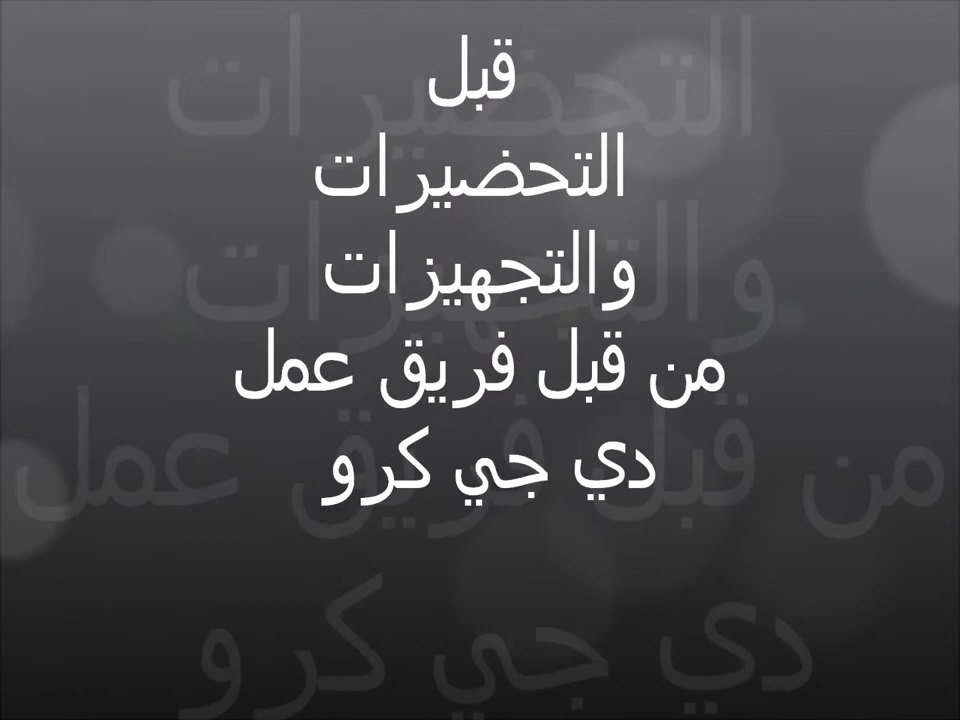 قبل
التحضيرات
والتجهيزات
من قبل فريق عمل
دي جي كرو